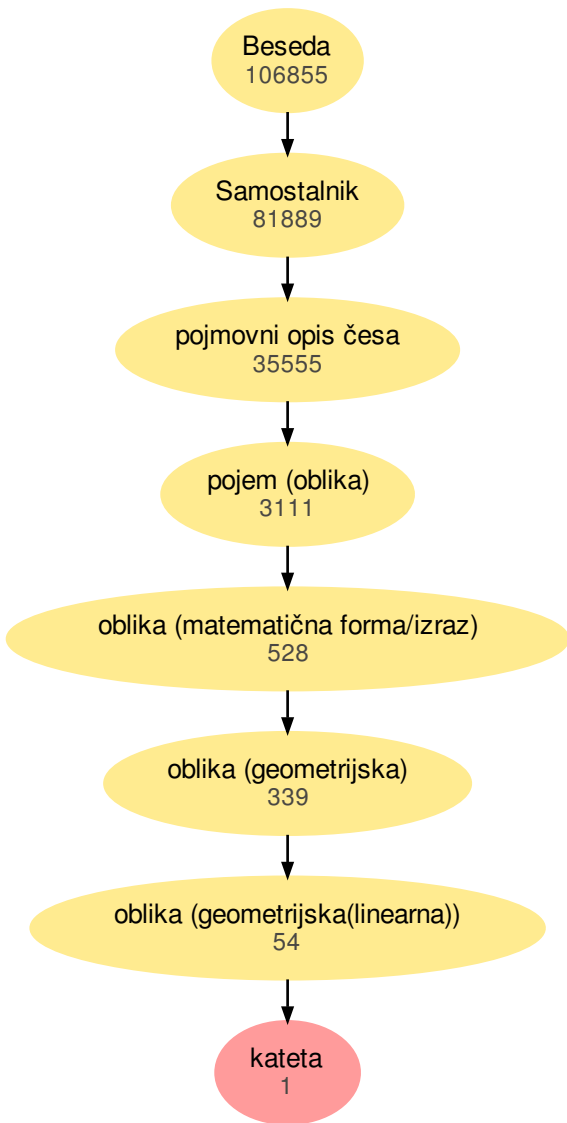 Beseda
106855
Samostalnik
81889
pojmovni opis česa
35555
pojem (oblika)
3111
oblika (matematična forma/izraz)
528
oblika (geometrijska)
339
oblika (geometrijska(linearna))
54
kateta
1